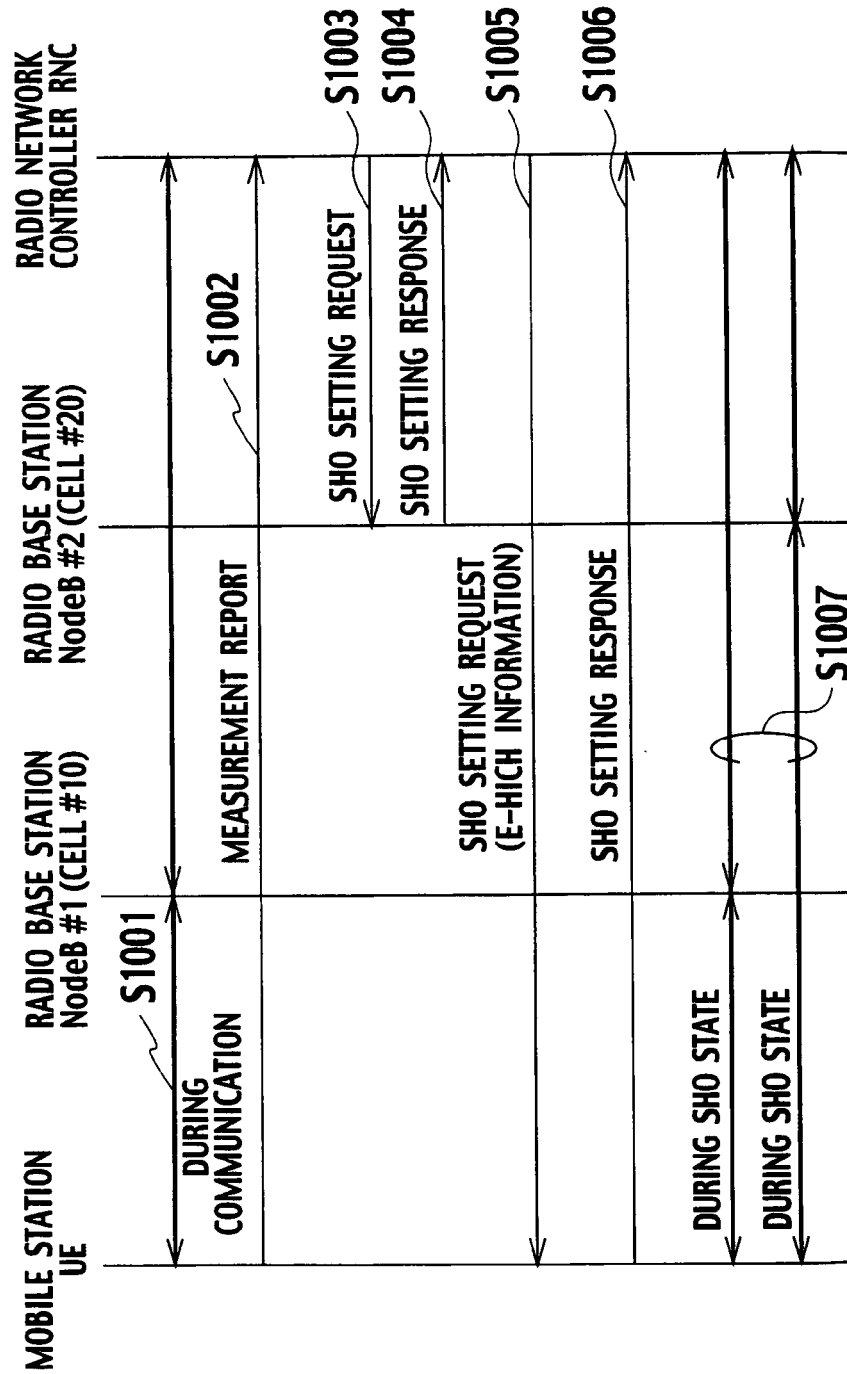 MOBILE STATION
UE
RADIO BASE STATION
NodeB #1 (CELL #10)
RADIO BASE STATION
NodeB #2 (CELL #20)
RADIO NETWORK
CONTROLLER RNC
S1001
DURING
COMMUNICATION
MEASUREMENT REPORT
S1002
SHO SETTING REQUEST
S1003
SHO SETTING RESPONSE
S1004
SHO SETTING REQUEST
(E-HICH INFORMATION)
S1005
SHO SETTING RESPONSE
S1006
DURING SHO STATE
DURING SHO STATE
S1007